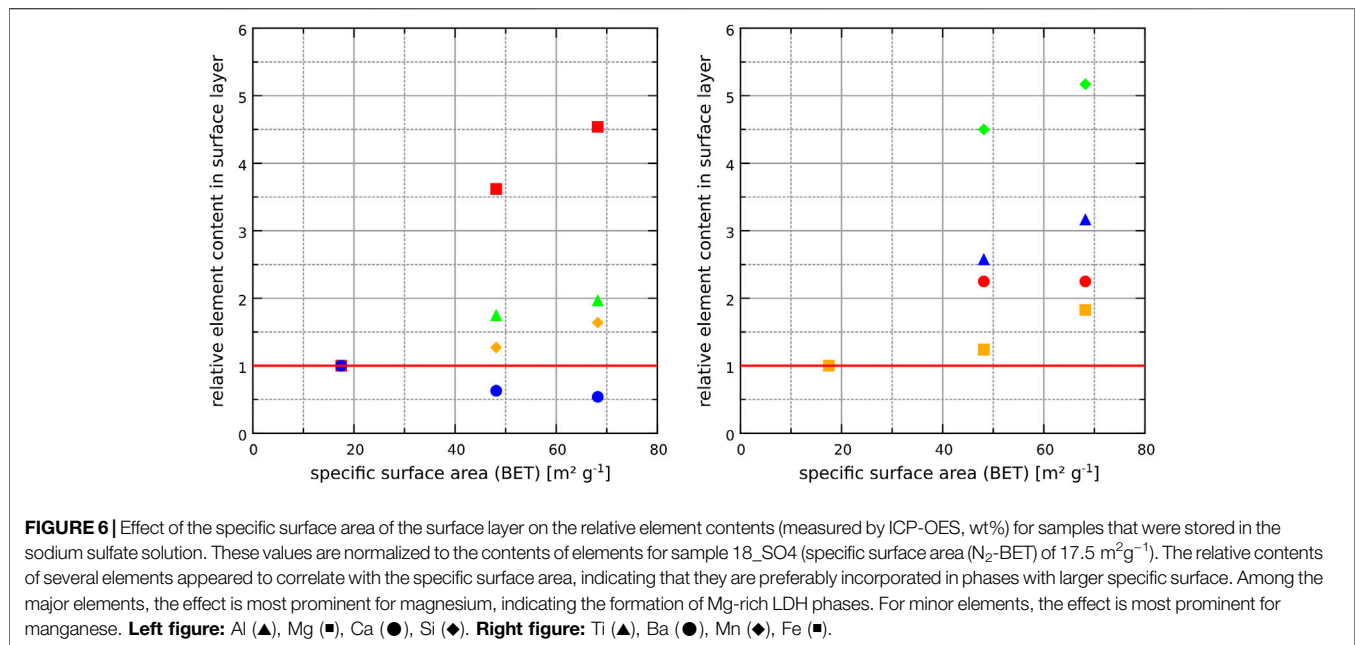 6
5
4
3
2
1
0
0
20
40
60
80
relative element content in surface layer
specific surface area (BET) [m² g⁻¹]
6
5
4
3
2
1
0
0
20
40
60
80
relative element content in surface layer
specific surface area (BET) [m² g⁻¹]
FIGURE 6 | Effect of the specific surface area of the surface layer on the relative element contents (measured by ICP-OES, wt%) for samples that were stored in the
sodium sulfate solution. These values are normalized to the contents of elements for sample 18_SO4 (specific surface area (N₂-BET) of 17.5 m²g⁻¹). The relative contents
of several elements appeared to correlate with the specific surface area, indicating that they are preferably incorporated in phases with larger specific surface. Among the
major elements, the effect is most prominent for magnesium, indicating the formation of Mg-rich LDH phases. For minor elements, the effect is most prominent for
manganese. Left figure: Al (▲), Mg (■), Ca (●), Si (◆). Right figure: Ti (▲), Ba (●), Mn (◆), Fe (■).